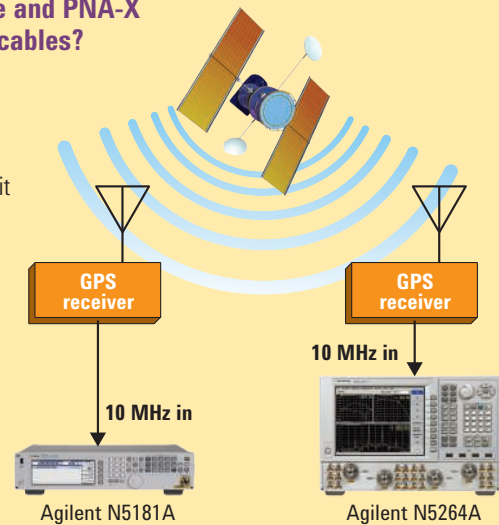 e and PNA-X
cables?
it
GPS
receiver
GPS
receiver
10 MHz in
10 MHz in
Agilent N5181A
Agilent N5264A